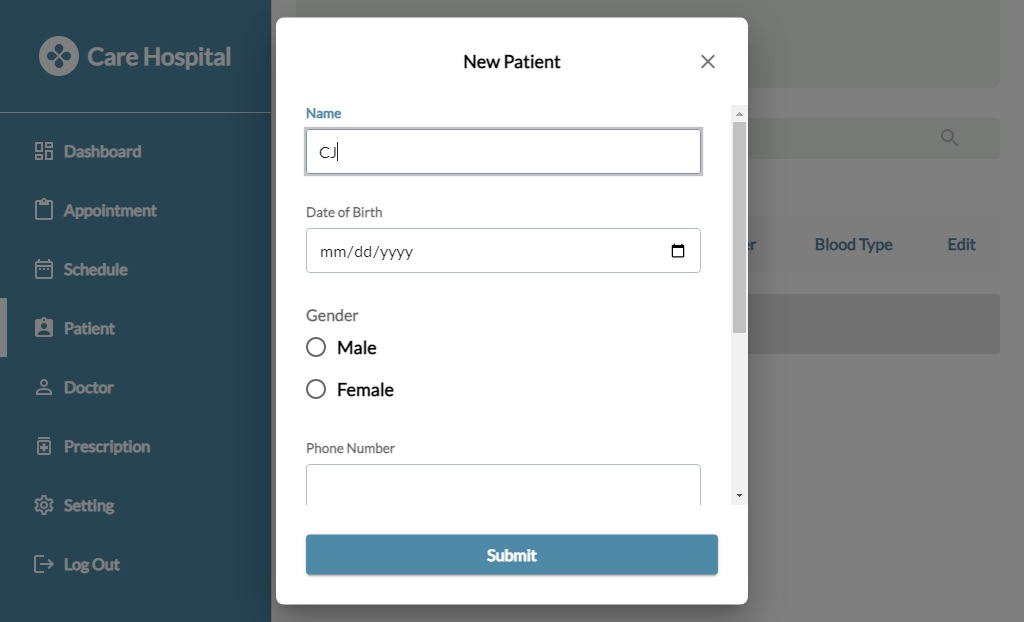 Care Hospital
Dashboard
Appointment
Schedule
Patient
Doctor
Prescription
Setting
Log Out
New Patient
Name
CJ
Date of Birth
mm/dd/yyyy
Gender
Male
Female
Phone Number
Submit
Blood Type
Edit